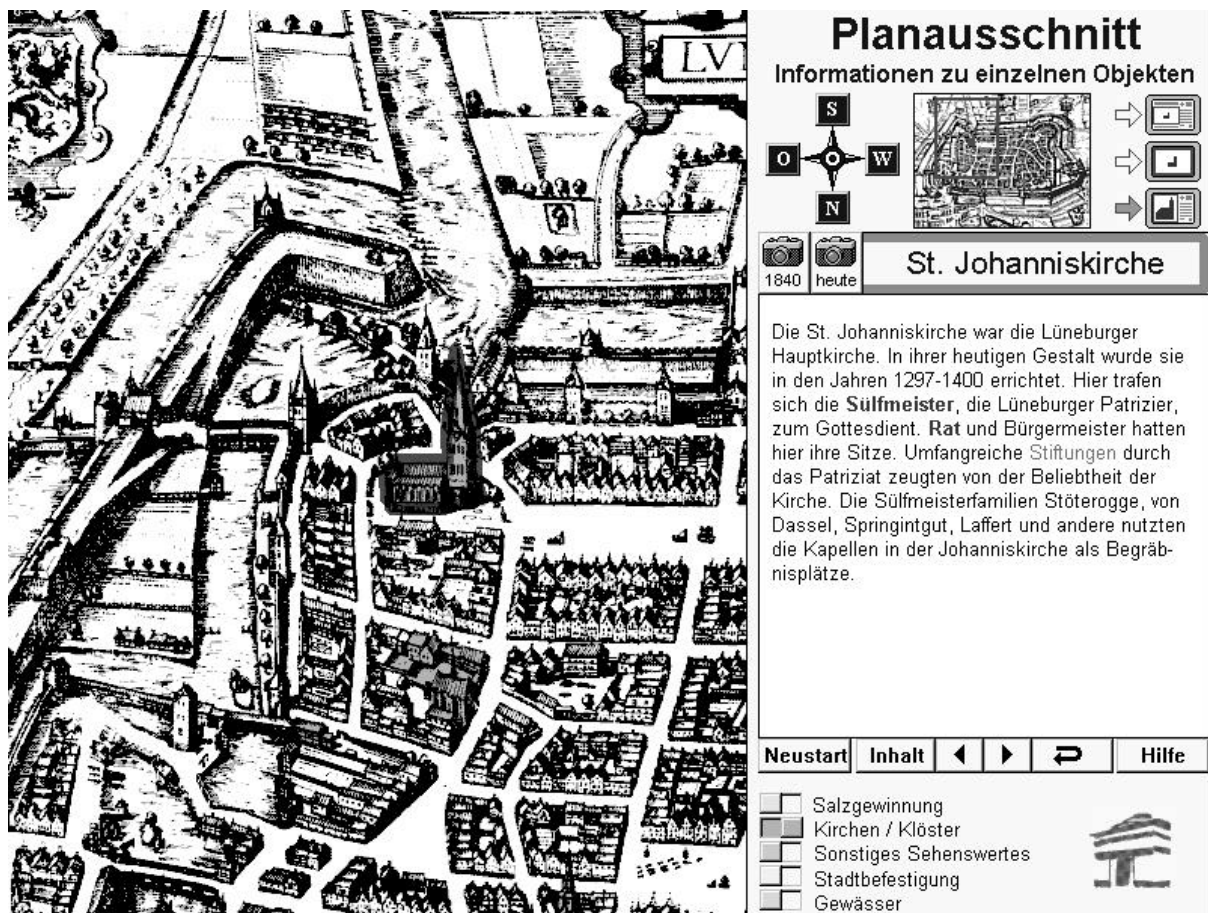 LV
Planausschnitt
Informationen zu einzelnen Objekten
S
O W
N
1840 heute
St. Johanniskirche
Die St. Johanniskirche war die Lüneburger
Hauptkirche. In ihrer heutigen Gestalt wurde sie
in den Jahren 1297-1400 errichtet. Hier trafen
sich die Sülfmeister, die Lüneburger Patrizier,
zum Gottesdient. Rat und Bürgermeister hatten
hier ihre Sitze. Umfangreiche Stiftungen durch
das Patriziat zeugten von der Beliebtheit der
Kirche. Die Sülfmeisterfamilien Stöterogge, von
Dassel, Springintgut, Laffert und andere nutzten
die Kapellen in der Johanniskirche als Begräb-
nisplätze.
Neustart Inhalt Hilfe
Salzgewinnung
Kirchen / Klöster
Sonstiges Sehenswertes
Stadtbefestigung
Gewässer